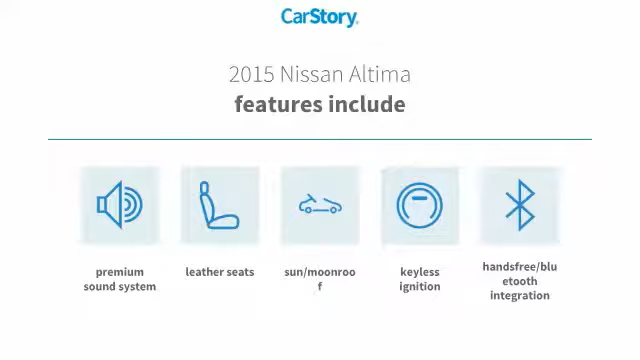 CarStory
2015 Nissan Altima
features include
premium
sound system
leather seats
sun/moonroo
f
keyless
ignition
handsfree/blu
etooth
integration